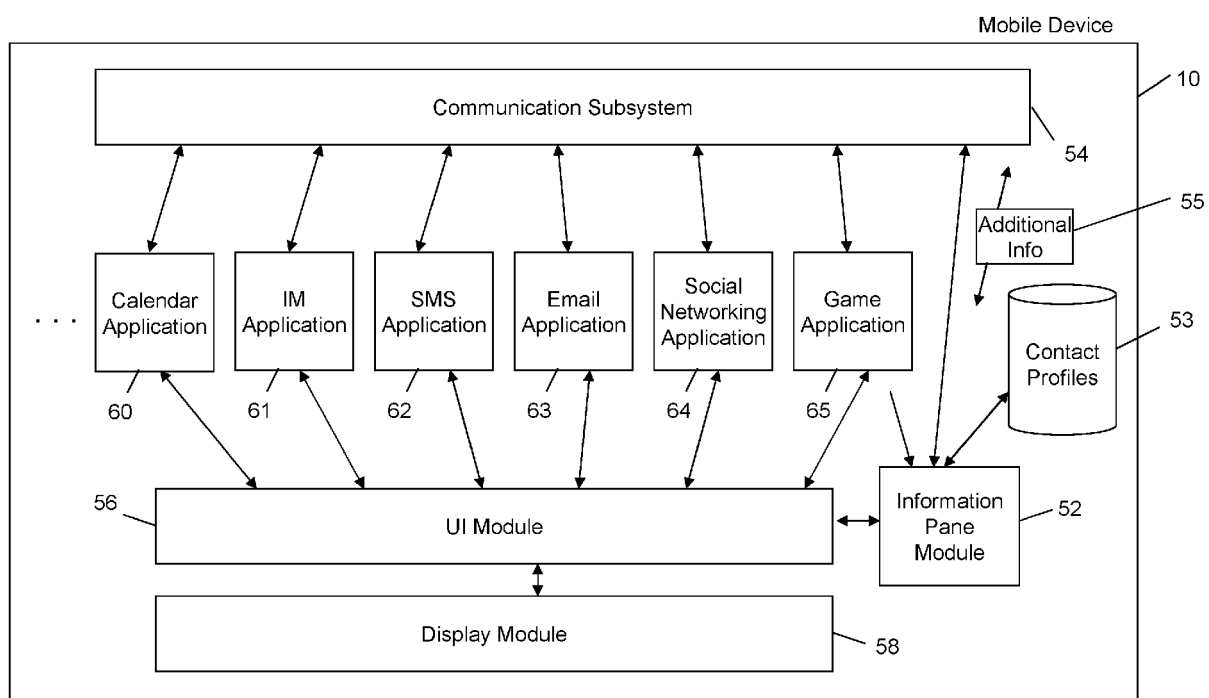 Mobile Device
10
Communication Subsystem
54
55
Additional
Info
Calendar
Application
IM
Application
SMS
Application
Email
Application
Social
Networking
Application
Game
Application
. . .
53
Contact
Profiles
60
61
62
63
64
65
56
UI Module
Information
Pane
Module
52
Display Module
58